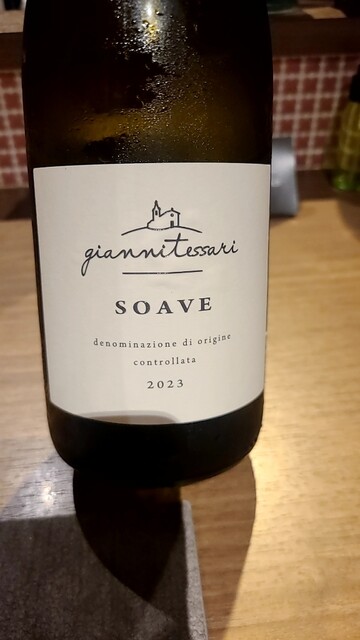 giannitessari
SOAVE
denominazione di origine
controllata
2023